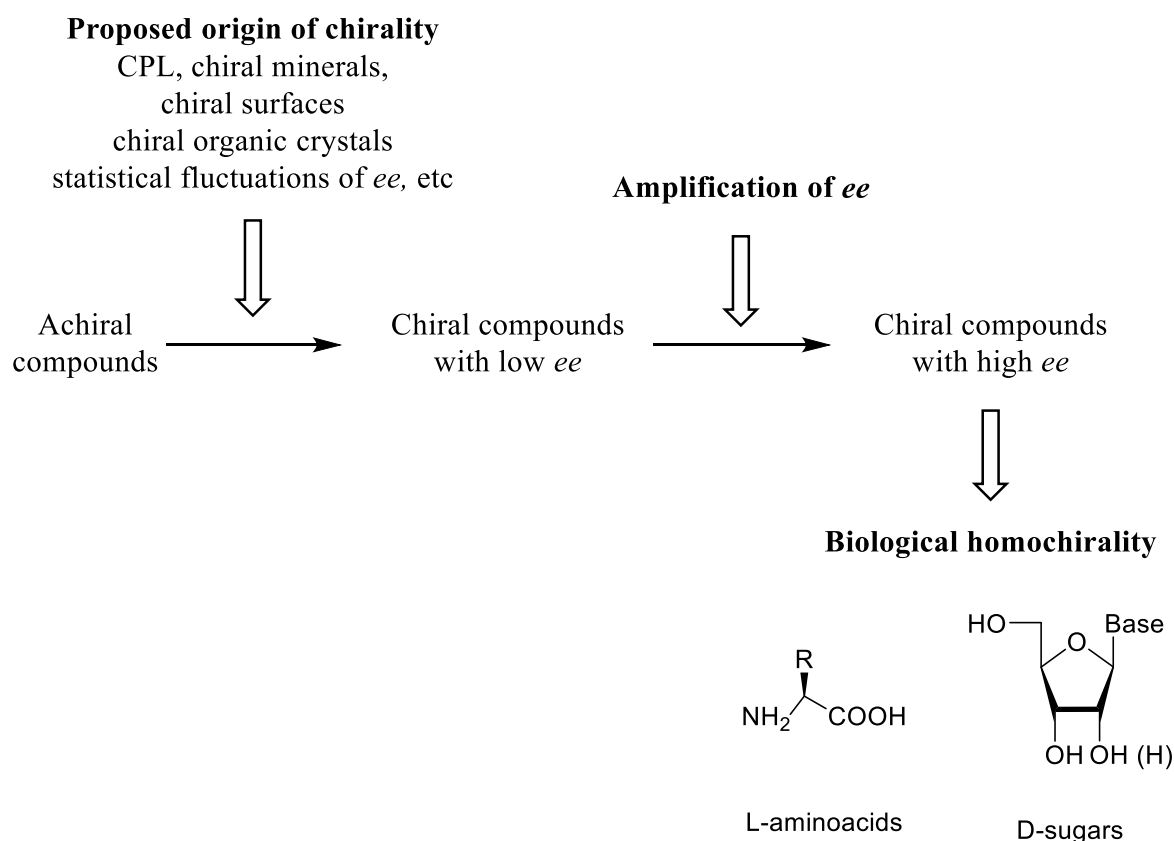 Proposed origin of chirality
CPL, chiral minerals,
chiral surfaces
chiral organic crystals
statistical fluctuations of ee, etc
Amplification of ee
Achiral
compounds
Chiral compounds
with low ee
Chiral compounds
with high ee
Biological homochirality
HO
O
Base
OH OH (H)
R
NH2
COOH
L-aminoacids
D-sugars